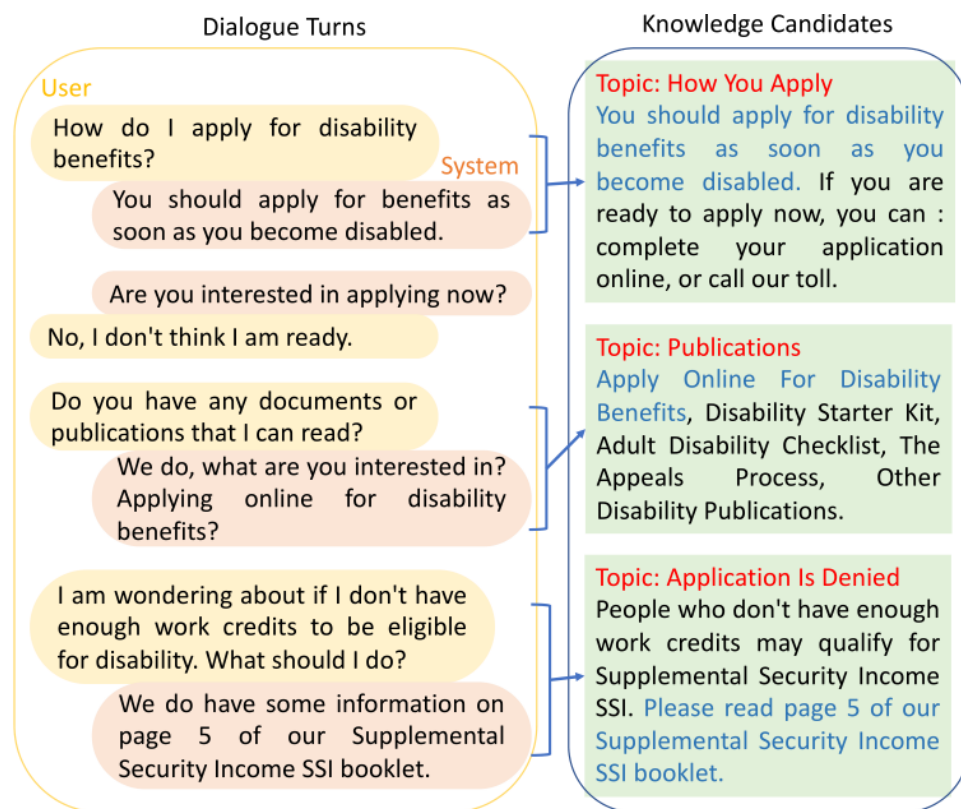 Dialogue Turns
User
How do I apply for disability
benefits?
System
You should apply for benefits as
soon as you become disabled.
Are you interested in applying now?
No, I don't think I am ready.
Do you have any documents or
publications that I can read?
We do, what are you interested in?
Applying online for disability
benefits?
I am wondering about if I don't have
enough work credits to be eligible
for disability. What should I do?
We do have some information on
page 5 of our Supplemental
Security Income SSI booklet.
Knowledge Candidates
Topic: How You Apply
You should apply for disability
benefits as soon as you
become disabled. If you are
ready to apply now, you can :
complete your application
online, or call our toll.
Topic: Publications
Apply Online For Disability
Benefits, Disability Starter Kit,
Adult Disability Checklist, The
Appeals Process, Other
Disability Publications.
Topic: Application Is Denied
People who don't have enough
work credits may qualify for
Supplemental Security Income
SSI. Please read page 5 of our
Supplemental Security Income
SSI booklet.